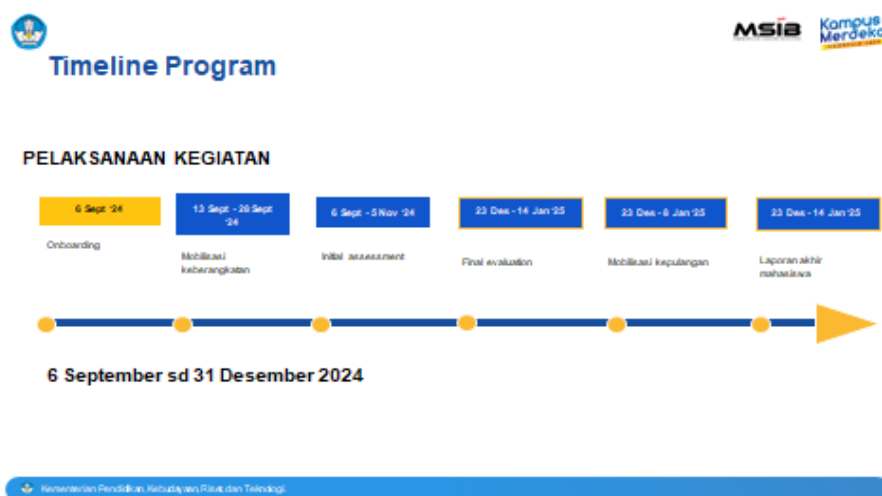 MSIB
Kampus
Merdeka
Timeline Program
PELAKSANAAN KEGIATAN
6 Sept '24
13 Sept - 28 Sept
'24
6 Sept - 5 Nov '24
23 Des - 14 Jan '25
23 Des - 8 Jan '25
23 Des - 14 Jan '25
Onboarding
Mobilisasi
keberangkatan
Initial assessment
Final evaluation
Mobilisasi kepulangan
Laporan akhir
mahasiswa
6 September sd 31 Desember 2024
Kementerian Pendidikan, Kebudayaan, Riset, dan Teknologi.